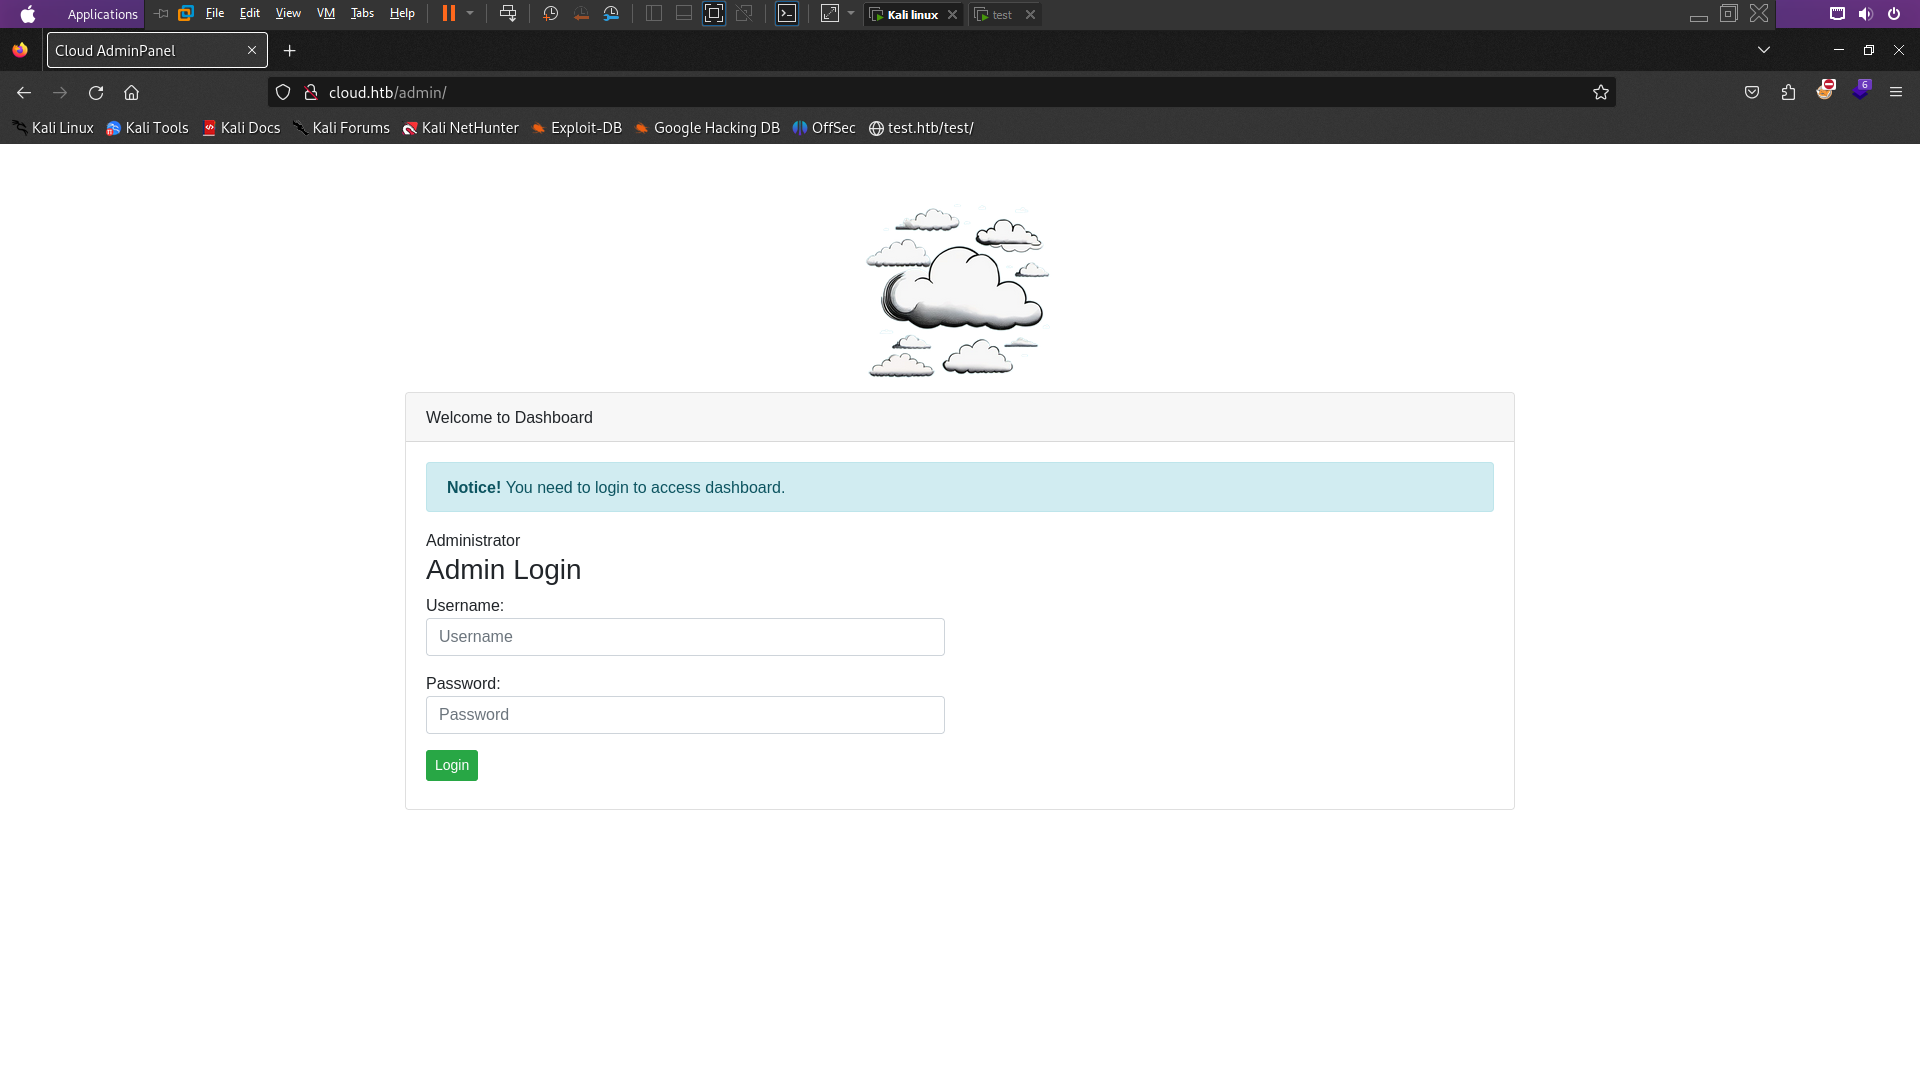 Applications File Edit View VM Tabs Help Kali linux test
Cloud AdminPanel
cloud.htb/admin/
6
Kali Linux Kali Tools Kali Docs Kali Forums Kali NetHunter Exploit-DB Google Hacking DB OffSec test.htb/test/
Welcome to Dashboard
Notice! You need to login to access dashboard.
Administrator
Admin Login
Username:
Username
Password:
Password
Login